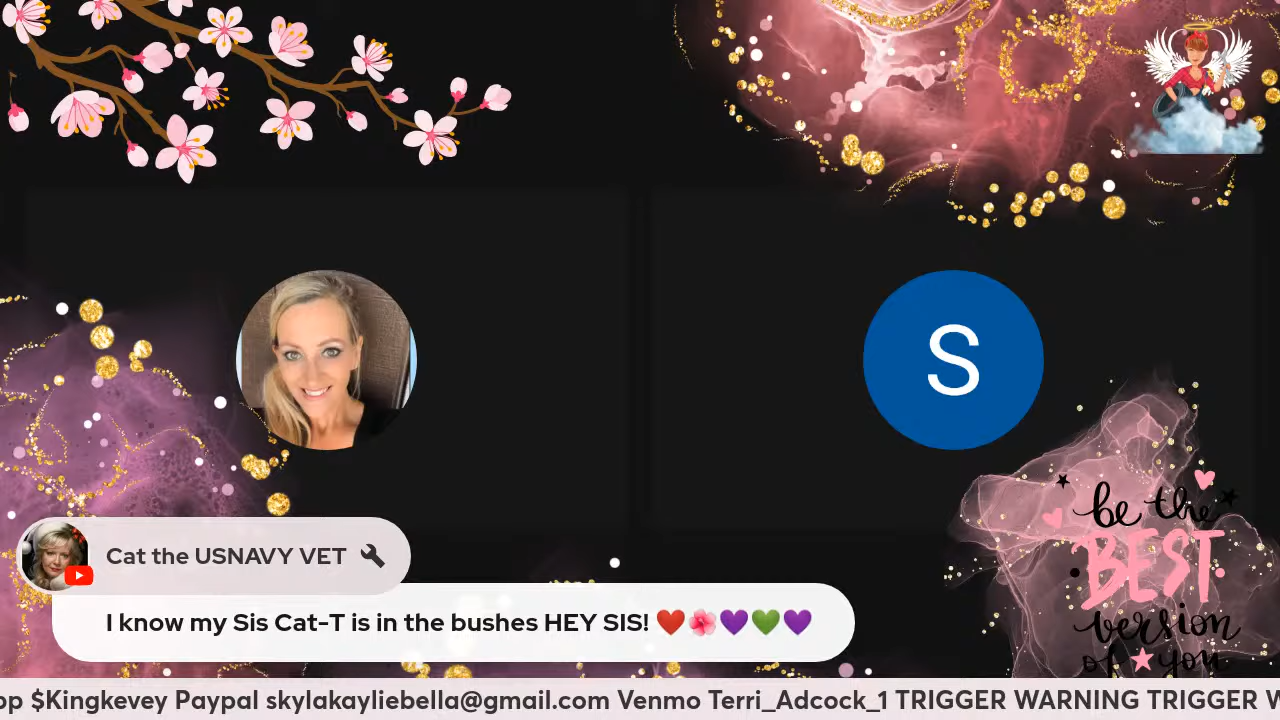 S
Cat the USNAVY VET
I know my Sis Cat-T is in the bushes HEY SIS! ❤️🌺💜💚💜
be the
BEST
version
of you
pp $Kingkevey Paypal skylakayliebella@gmail.com Venmo Terri_Adcock_1 TRIGGER WARNING TRIGGER W